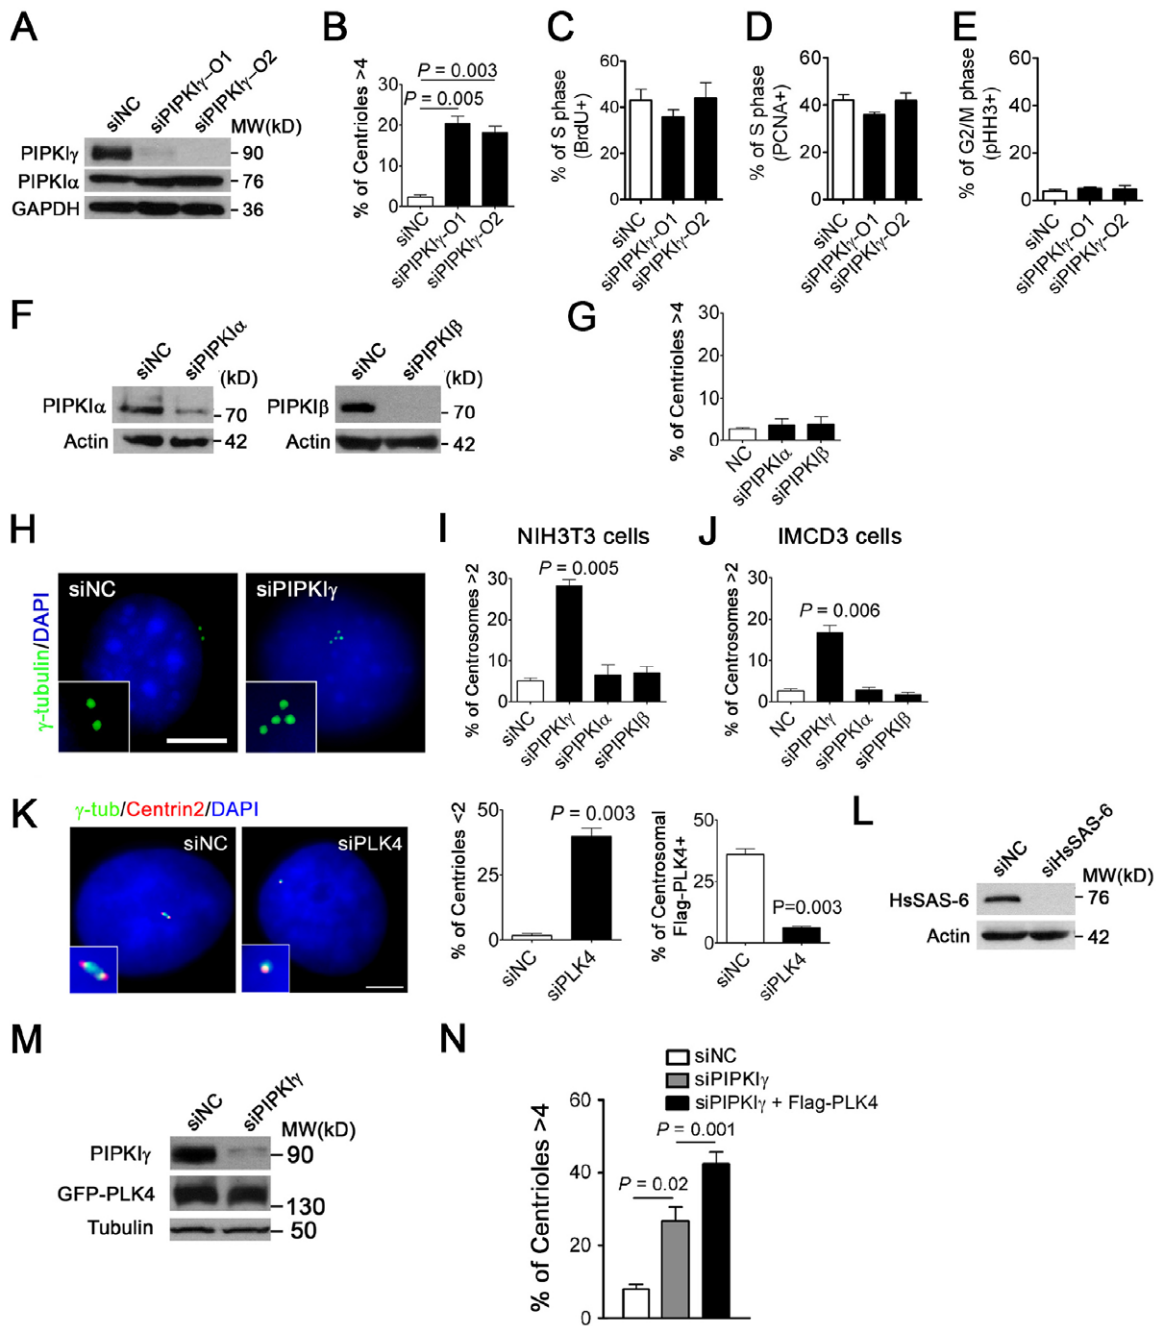 A
siNC
siPIPKIγ–O1
siPIPKIγ–O2
MW(kD)
PIPKIγ
90
PIPKIα
76
GAPDH
36
B
% of Centrioles >4
30
20
10
0
P = 0.003
P = 0.005
siNC
siPIPKIγ-O1
siPIPKIγ-O2
C
% of S phase
(BrdU+)
60
40
20
0
siNC
siPIPKIγ-O1
siPIPKIγ-O2
D
% of S phase
(PCNA+)
60
40
20
0
siNC
siPIPKIγ-O1
siPIPKIγ-O2
E
% of G2/M phase
(pHH3+)
60
40
20
0
siNC
siPIPKIγ-O1
siPIPKIγ-O2
F
siNC
siPIPKIα
(kD)
PIPKIα
70
Actin
42
siNC
siPIPKIβ
(kD)
PIPKIβ
70
Actin
42
G
% of Centrioles >4
30
20
10
0
NC
siPIPKIα
siPIPKIβ
H
γ-tubulin/DAPI
siNC
siPIPKIγ
I
NIH3T3 cells
% of Centrosomes >2
P = 0.005
30
20
10
0
siNC
siPIPKIγ
siPIPKIα
siPIPKIβ
J
IMCD3 cells
% of Centrosomes >2
P = 0.006
30
20
10
0
NC
siPIPKIγ
siPIPKIα
siPIPKIβ
K
γ-tub/Centrin2/DAPI
siNC
siPLK4
% of Centrioles <2
50
25
0
P = 0.003
siNC
siPLK4
% of Centrosomal
Flag-PLK4+
50
25
0
P=0.003
siNC
siPLK4
L
siNC
siHsSAS-6
MW(kD)
HsSAS-6
76
Actin
42
M
siNC
siPIPKIγ
MW(kD)
PIPKIγ
90
GFP-PLK4
130
Tubulin
50
N
siNC
siPIPKIγ
siPIPKIγ + Flag-PLK4
% of Centrioles >4
60
40
20
0
P = 0.001
P = 0.02